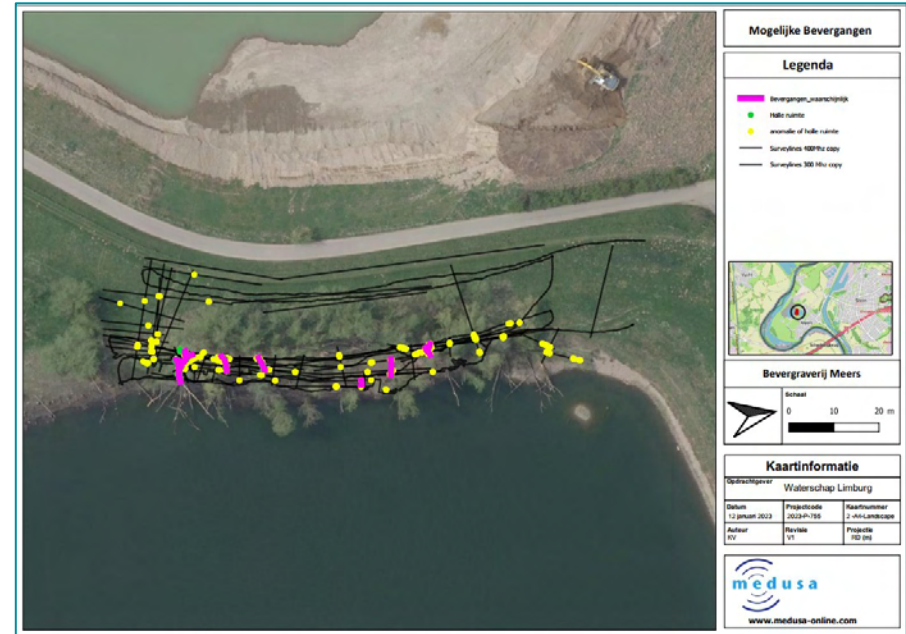 Mogelijke Bevergangen
Legenda
Bevergangen_waarschijnlijk
Holle ruimte
anomalie of holle ruimte
Surveylines 400Mhz copy
Surveylines 300 Mhz copy
Bevergraverij Meers
Schaal
0 10 20 m
Kaartinformatie
Opdrachtgever Waterschap Limburg
Datum Projectcode Kaartnummer
12 januari 2023 2023-P-755 2 -A4-Landscape
Auteur Revisie Projectie
KV V1 RD (m)
medusa
www.medusa-online.com